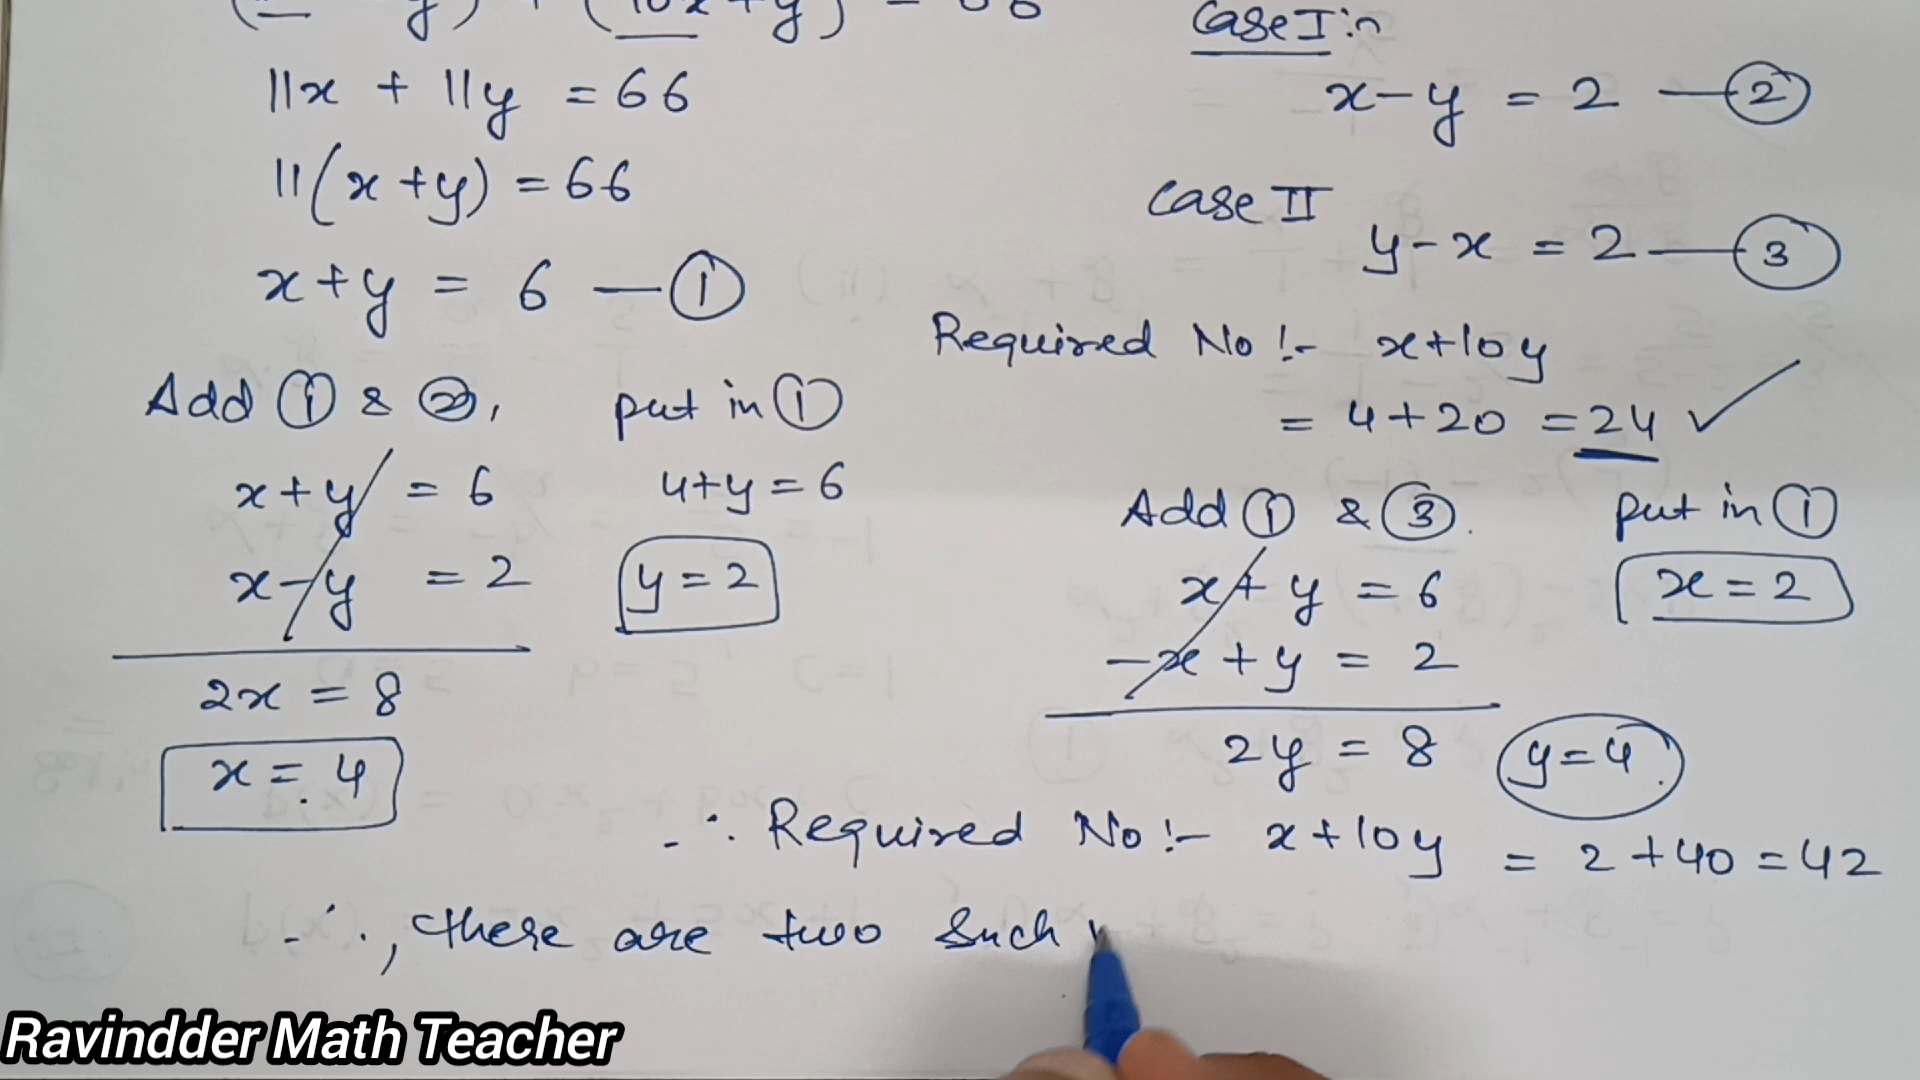 11x + 11y = 66
11(x + y) = 66
x + y = 6 — ①
Add ① & ②,
x + y = 6
x - y = 2
2x = 8
x = 4
put in ①
4 + y = 6
y = 2
Case I :-
x - y = 2 — ②
Case II
y - x = 2 — ③
Required No :- x + 10y
= 4 + 20 = 24 ✓
Add ① & ③.
x + y = 6
- x + y = 2
2y = 8
y = 4
put in ①
x = 2
∴ Required No :- x + 10y = 2 + 40 = 42
∴, there are two such
Ravindder Math Teacher